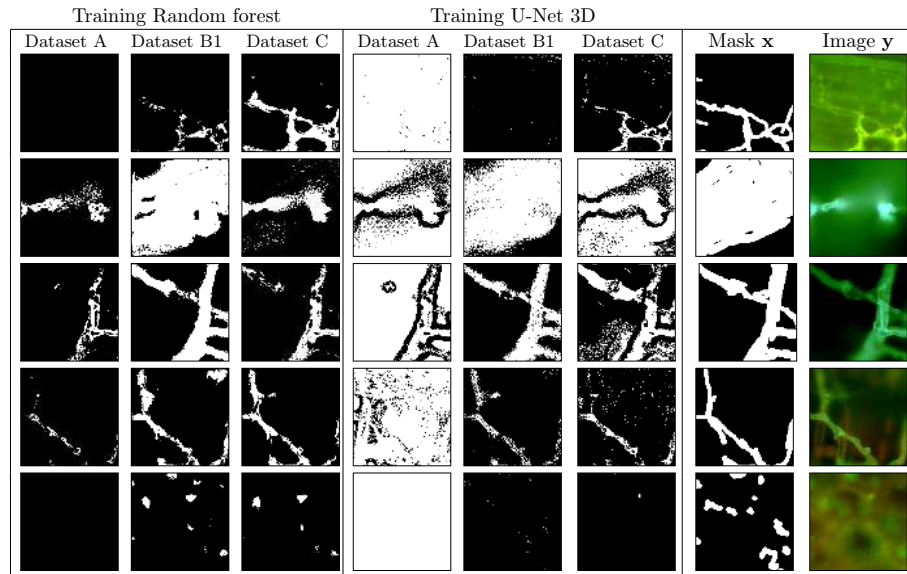 Training Random forest Training U-Net 3D
Dataset A Dataset B1 Dataset C Dataset A Dataset B1 Dataset C Mask x Image y